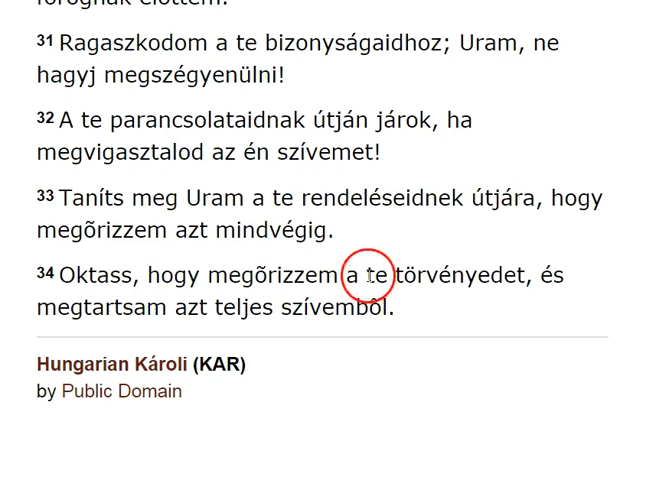 31 Ragaszkodom a te bizonyságaidhoz; Uram, ne
hagyj megszégyenülni!
32 A te parancsolataidnak útján járok, ha
megvigasztalod az én szívemet!
33 Taníts meg Uram a te rendeléseidnek útjára, hogy
megõrizzem azt mindvégig.
34 Oktass, hogy megõrizzem a te törvényedet, és
megtartsam azt teljes szívembõl.
Hungarian Károli (KAR)
by Public Domain